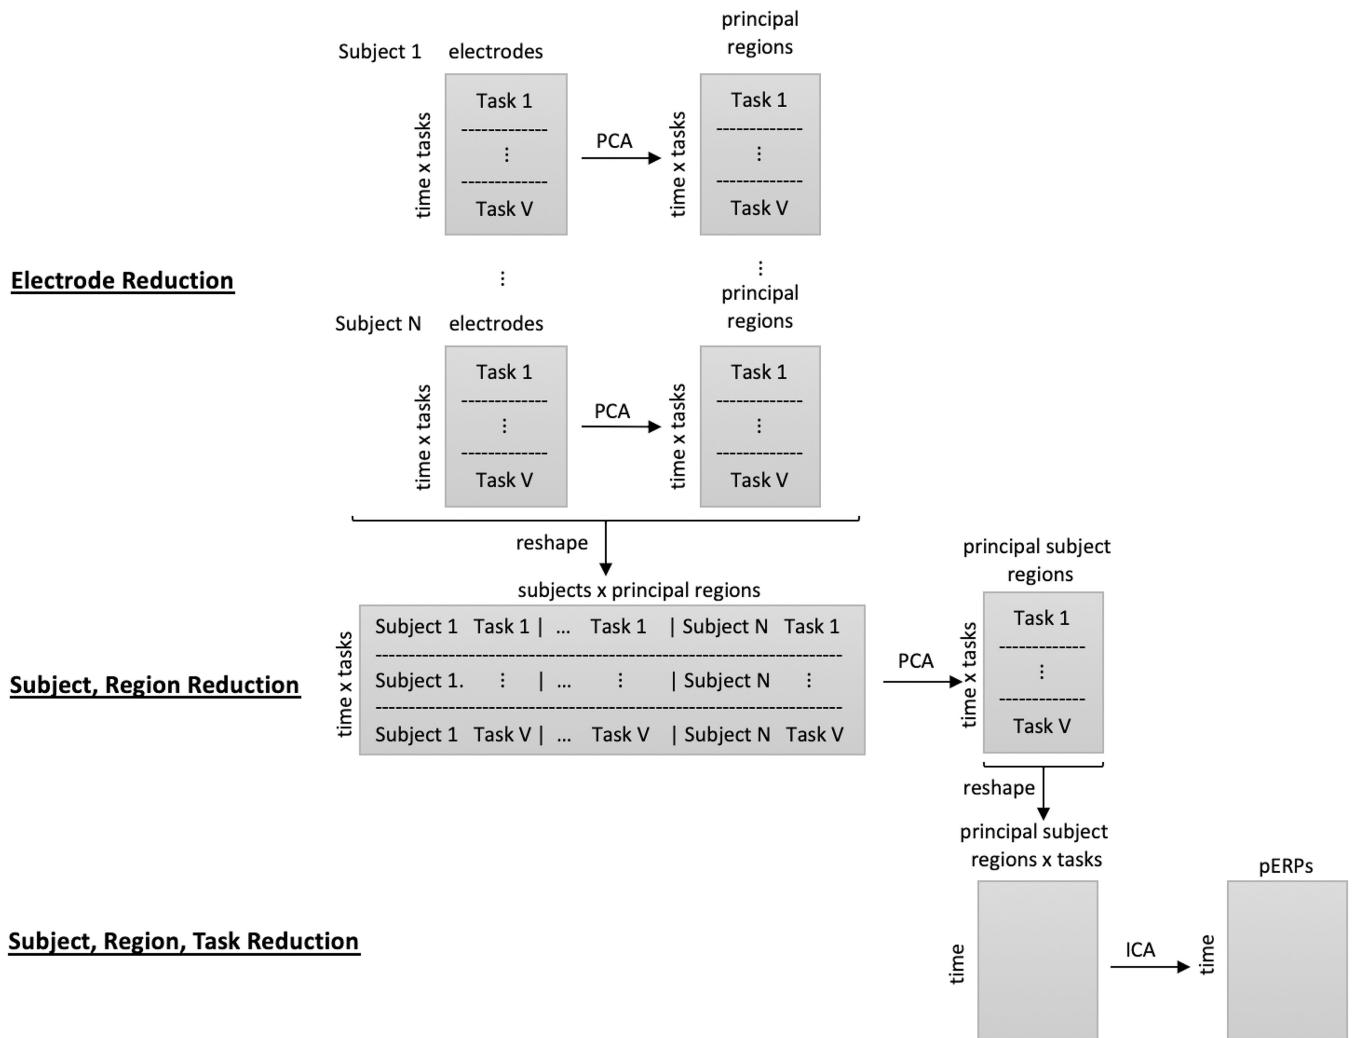 principal
regions
Subject 1 electrodes
time x tasks
Task 1
--------------
⋮
--------------
Task V
PCA
time x tasks
Task 1
--------------
⋮
--------------
Task V
Electrode Reduction
⋮
⋮
principal
regions
Subject N electrodes
time x tasks
Task 1
--------------
⋮
--------------
Task V
PCA
time x tasks
Task 1
--------------
⋮
--------------
Task V
reshape
subjects x principal regions
Subject, Region Reduction
time x tasks
Subject 1 Task 1 | ... Task 1 | Subject N Task 1
Subject 1. ⋮ | ... ⋮ | Subject N ⋮
Subject 1 Task V | ... Task V | Subject N Task V
PCA
principal subject
regions
time x tasks
Task 1
--------------
⋮
--------------
Task V
reshape
principal subject
regions x tasks
Subject, Region, Task Reduction
time
ICA
pERPs
time